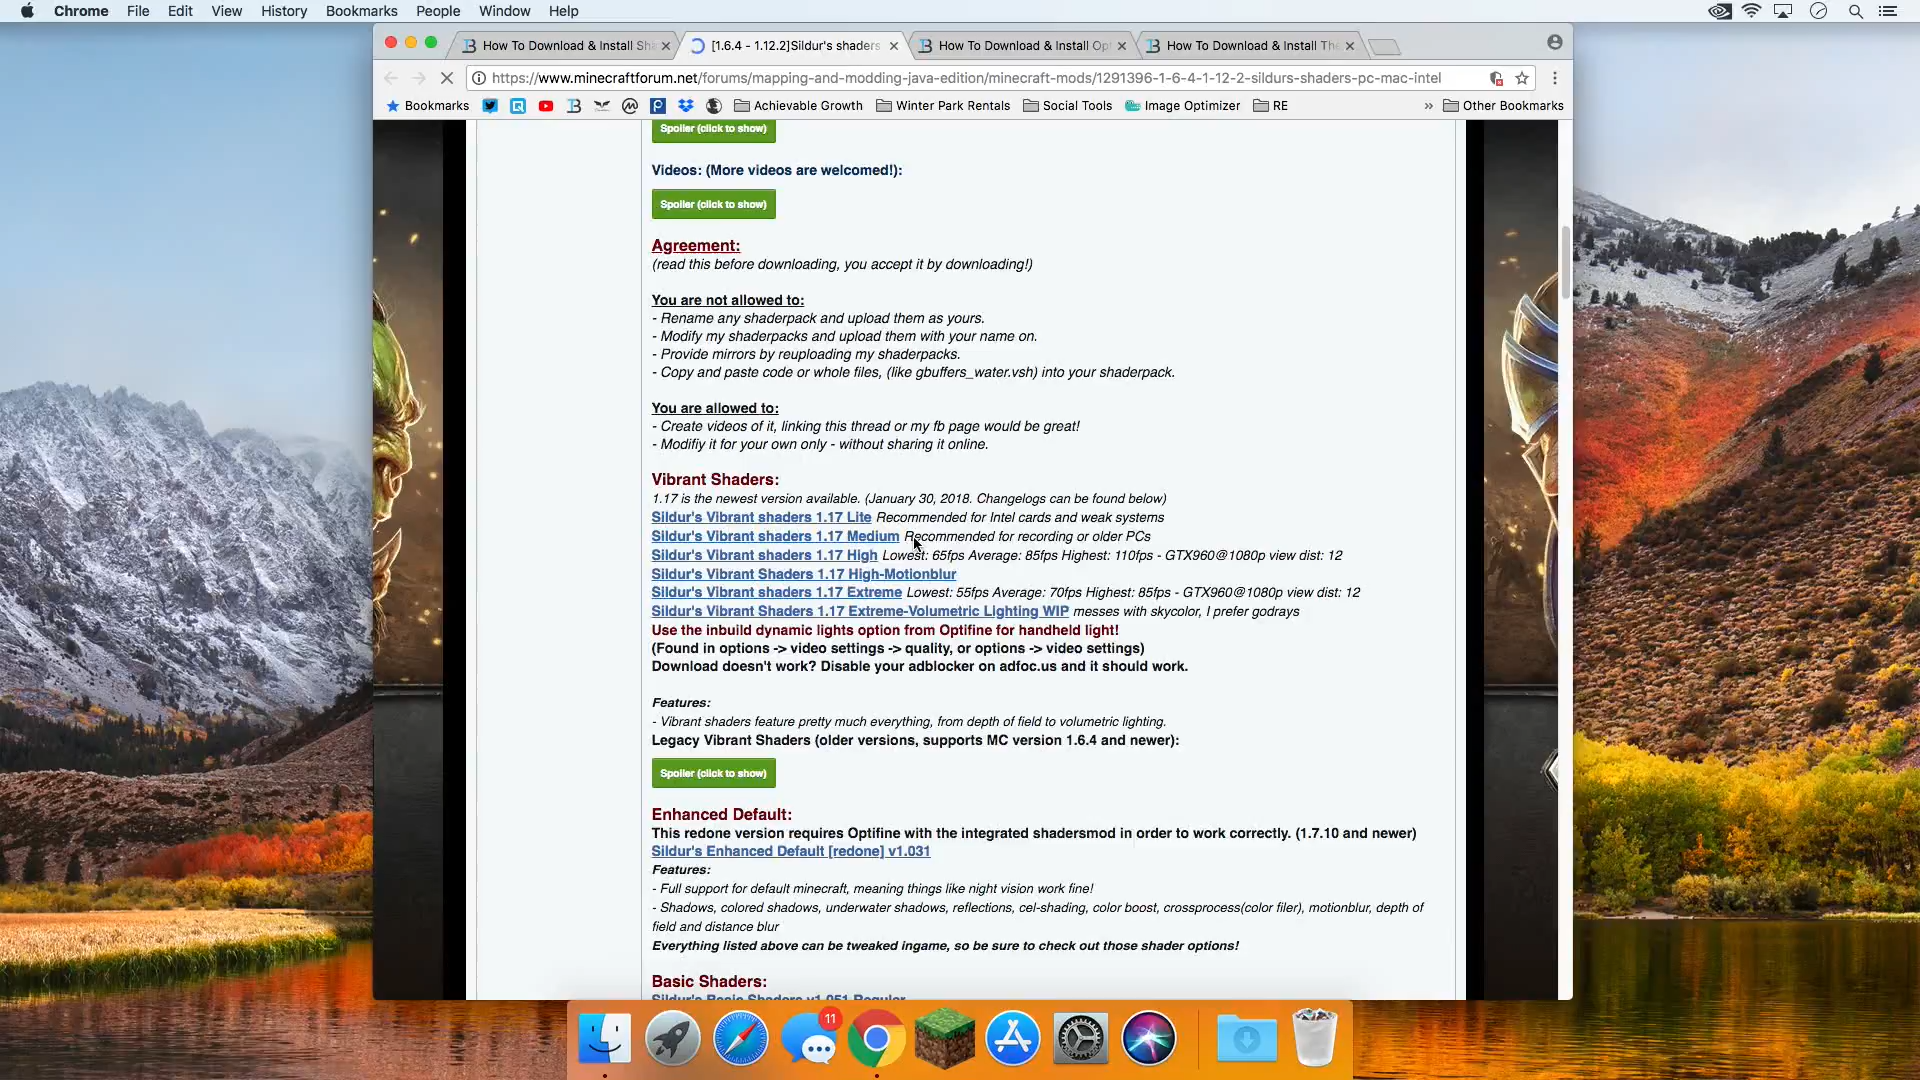 Chrome File Edit View History Bookmarks People Window Help
How To Download & Install Sh
[1.6.4 - 1.12.2]Sildur's shaders
How To Download & Install Op
How To Download & Install The
https://www.minecraftforum.net/forums/mapping-and-modding-java-edition/minecraft-mods/1291396-1-6-4-1-12-2-sildurs-shaders-pc-mac-intel
Bookmarks Achievable Growth Winter Park Rentals Social Tools Image Optimizer RE » Other Bookmarks
Spoiler (click to show)
Videos: (More videos are welcomed!):
Spoiler (click to show)
Agreement:
(read this before downloading, you accept it by downloading!)
You are not allowed to:
- Rename any shaderpack and upload them as yours.
- Modify my shaderpacks and upload them with your name on.
- Provide mirrors by reuploading my shaderpacks.
- Copy and paste code or whole files, (like gbuffers_water.vsh) into your shaderpack.
You are allowed to:
- Create videos of it, linking this thread or my fb page would be great!
- Modifiy it for your own only - without sharing it online.
Vibrant Shaders:
1.17 is the newest version available. (January 30, 2018. Changelogs can be found below)
Sildur's Vibrant shaders 1.17 Lite Recommended for Intel cards and weak systems
Sildur's Vibrant shaders 1.17 Medium Recommended for recording or older PCs
Sildur's Vibrant shaders 1.17 High Lowest: 65fps Average: 85fps Highest: 110fps - GTX960@1080p view dist: 12
Sildur's Vibrant Shaders 1.17 High-Motionblur
Sildur's Vibrant shaders 1.17 Extreme Lowest: 55fps Average: 70fps Highest: 85fps - GTX960@1080p view dist: 12
Sildur's Vibrant Shaders 1.17 Extreme-Volumetric Lighting WIP messes with skycolor, I prefer godrays
Use the inbuild dynamic lights option from Optifine for handheld light!
(Found in options -> video settings -> quality, or options -> video settings)
Download doesn't work? Disable your adblocker on adfoc.us and it should work.
Features:
- Vibrant shaders feature pretty much everything, from depth of field to volumetric lighting.
Legacy Vibrant Shaders (older versions, supports MC version 1.6.4 and newer):
Spoiler (click to show)
Enhanced Default:
This redone version requires Optifine with the integrated shadersmod in order to work correctly. (1.7.10 and newer)
Sildur's Enhanced Default [redone] v1.031
Features:
- Full support for default minecraft, meaning things like night vision work fine!
- Shadows, colored shadows, underwater shadows, reflections, cel-shading, color boost, crossprocess(color filer), motionblur, depth of
field and distance blur
Everything listed above can be tweaked ingame, so be sure to check out those shader options!
Basic Shaders:
Sildur's Basic Shaders v1.051 Regular
11